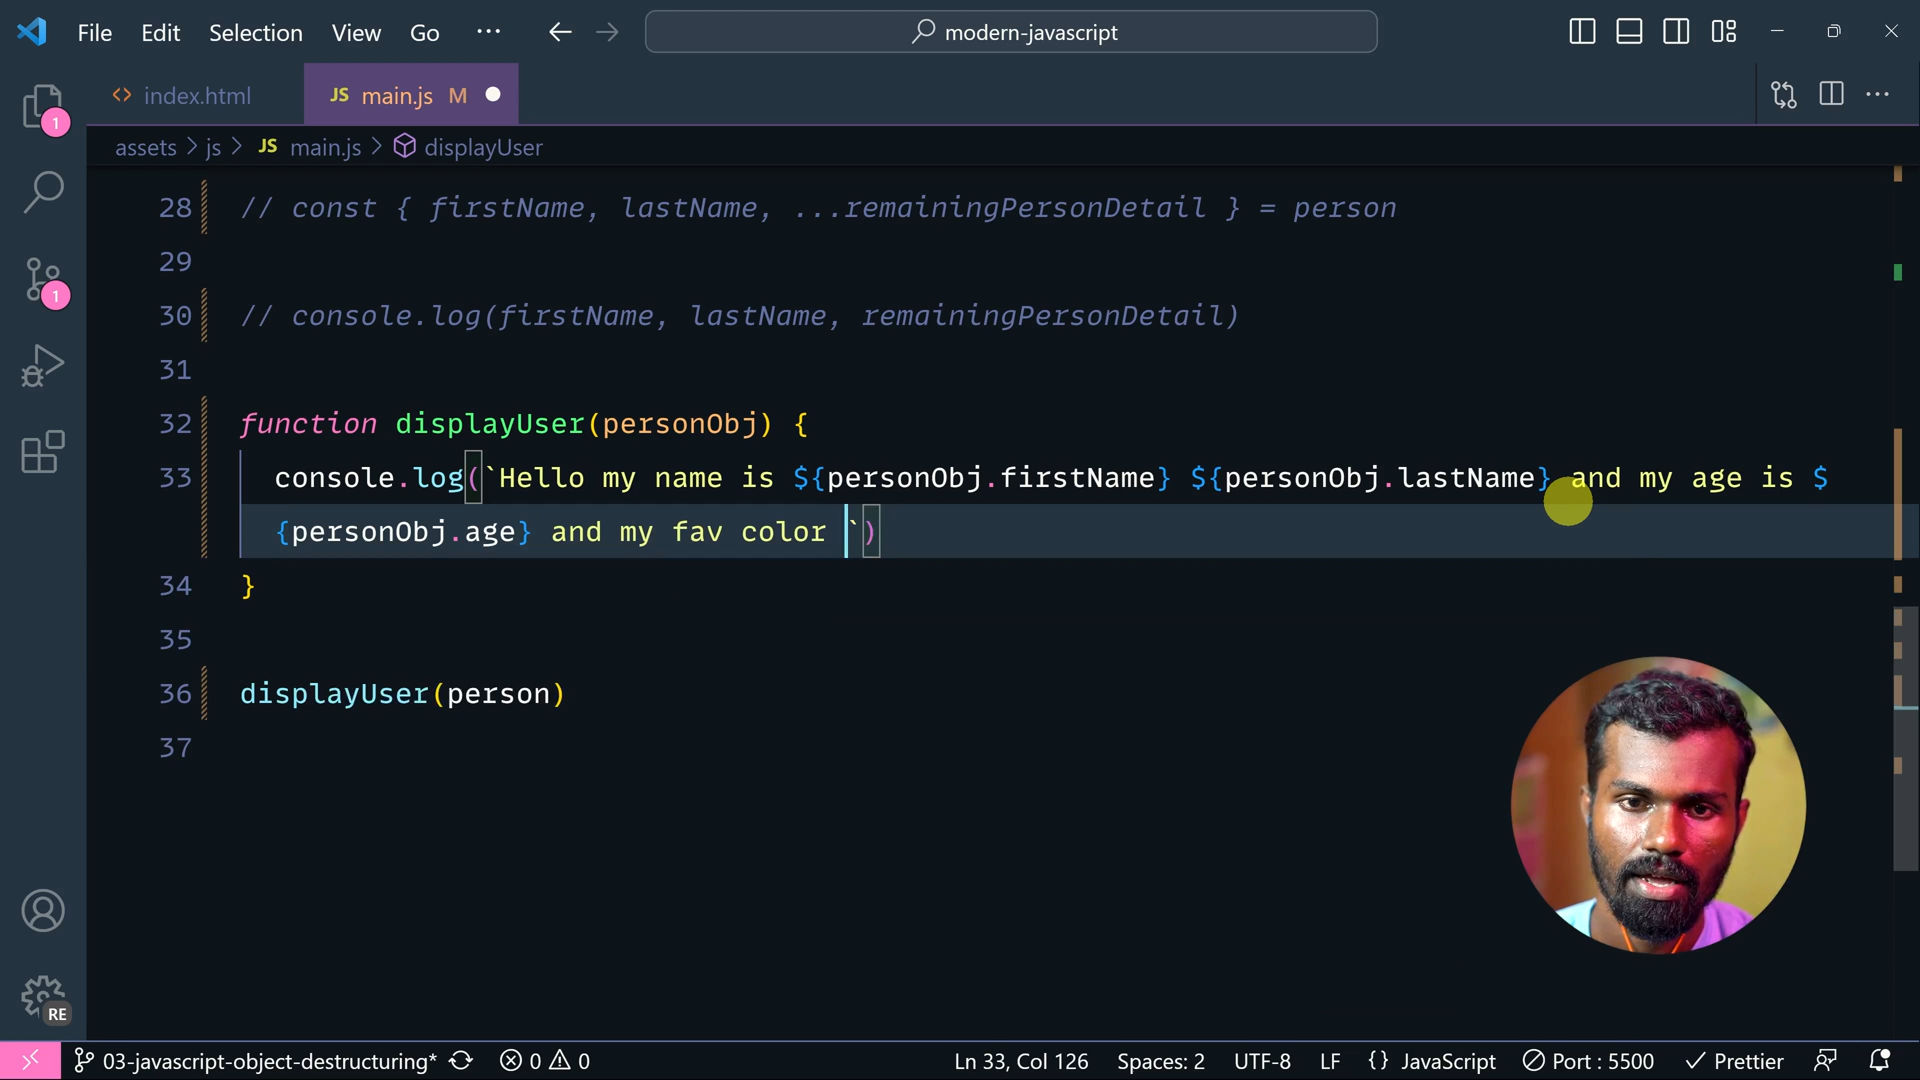 File Edit Selection View Go ··· modern-javascript
index.html JS main.js M
assets > js > JS main.js > displayUser
28 // const { firstName, lastName, ...remainingPersonDetail } = person
29
30 // console.log(firstName, lastName, remainingPersonDetail)
31
32 function displayUser(personObj) {
33 console.log(`Hello my name is ${personObj.firstName} ${personObj.lastName} and my age is $
{personObj.age} and my fav color `)
34 }
35
36 displayUser(person)
37
1
1
RE
03-javascript-object-destructuring* 0 0 Ln 33, Col 126 Spaces: 2 UTF-8 LF {} JavaScript Port : 5500 Prettier